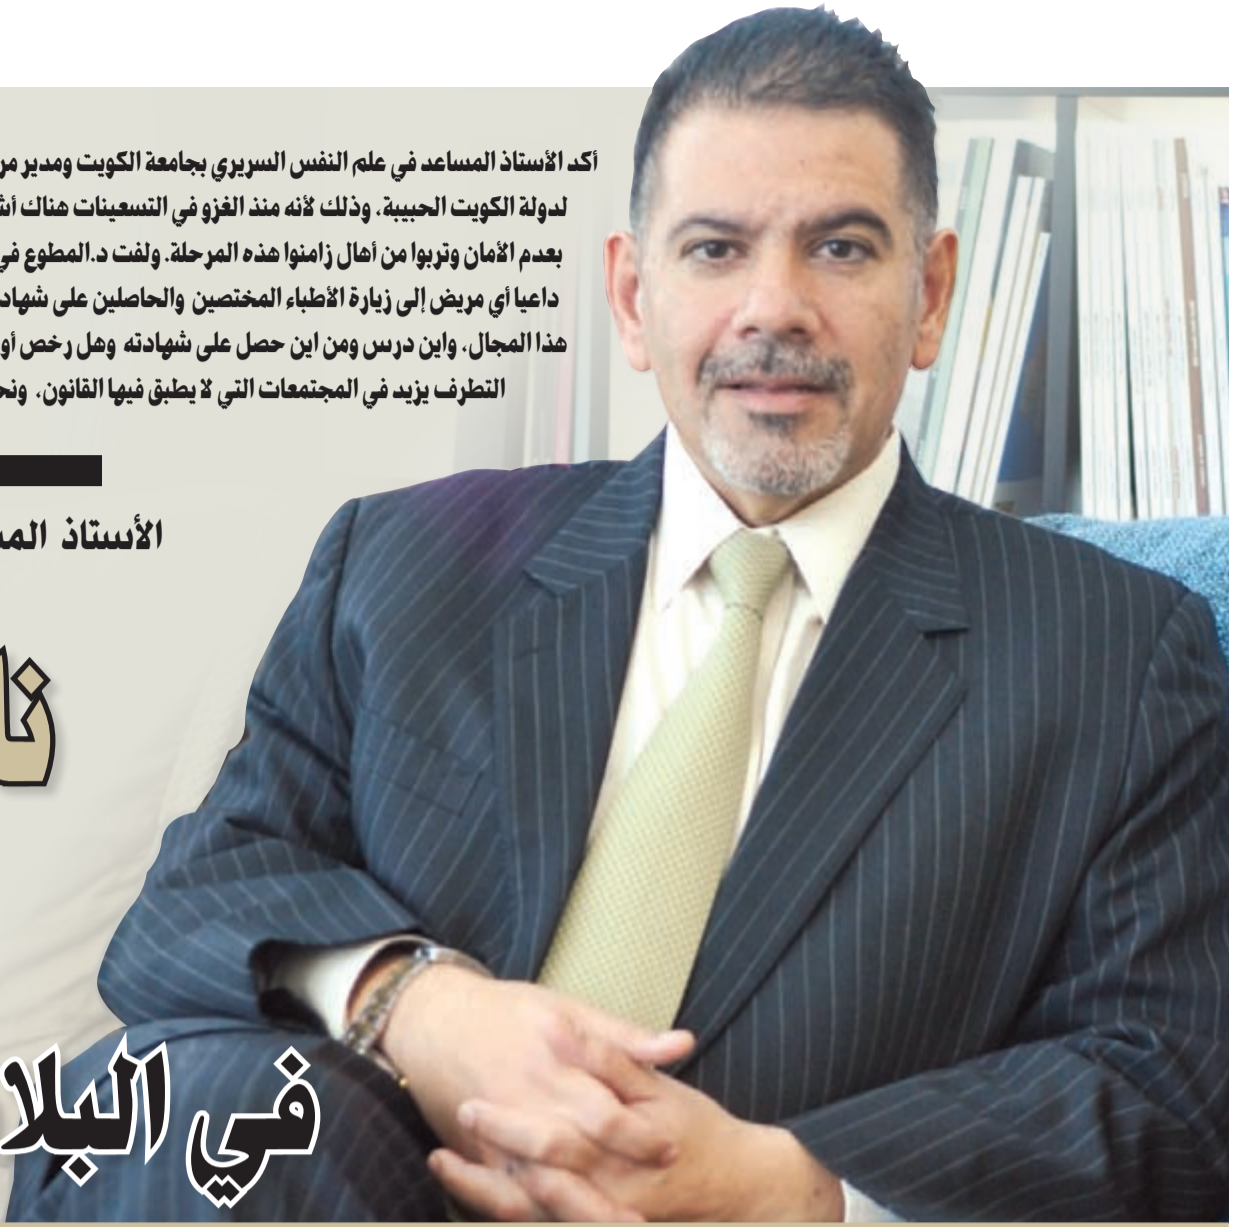 أكد الأستاذ المساعد في علم النفس السريري بجامعة الكويت ومدير مر
لدولة الكويت الحبيبة، وذلك لأنه منذ الغزو في التسعينات هناك أش
بعدم الأمان وتربوا من أهال زامنوا هذه المرحلة. ولفت د.المطوع في
داعيا أي مريض إلى زيارة الأطباء المختصين والحاصلين على شهاد
هذا المجال، واين درس ومن اين حصل على شهادته وهل رخص أو
التطرف يزيد في المجتمعات التي لا يطبق فيها القانون، ونح
الأستاذ المس
نا
في البلا